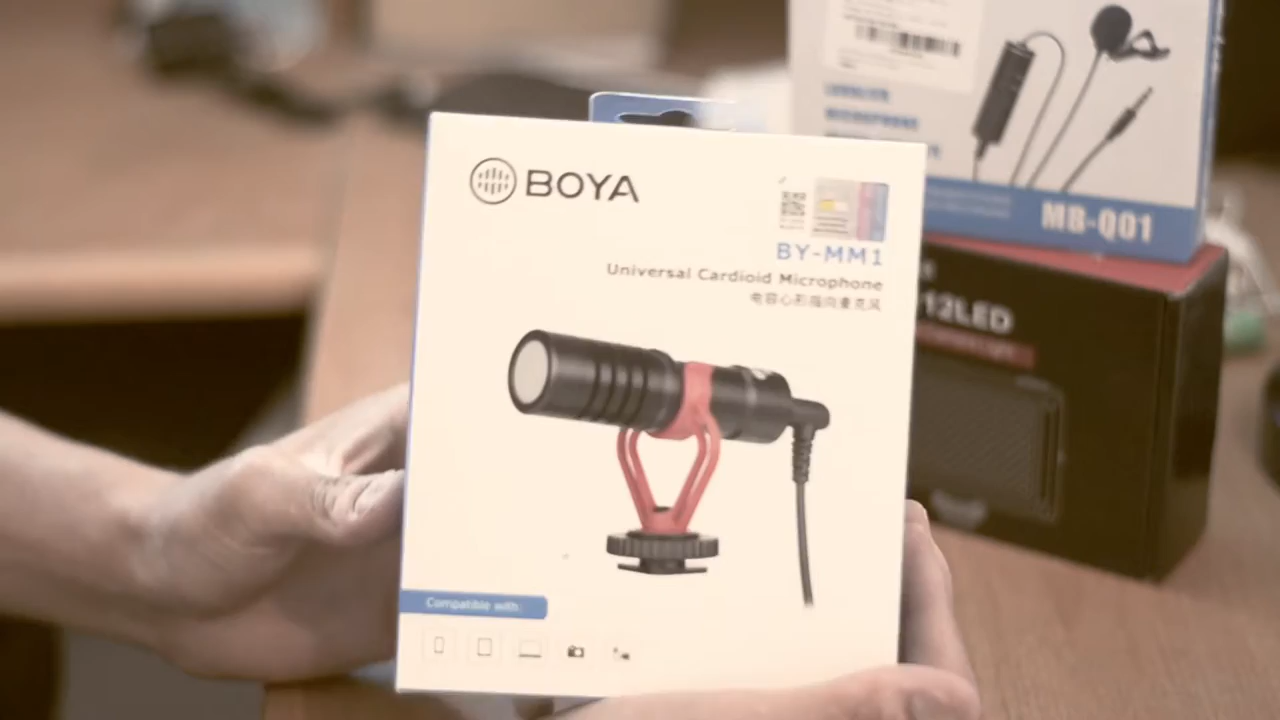 BOYA
BY-MM1
Universal Cardioid Microphone
电容心形指向麦克风
Compatible with:
MICROPHONE
MB-Q01
12LED